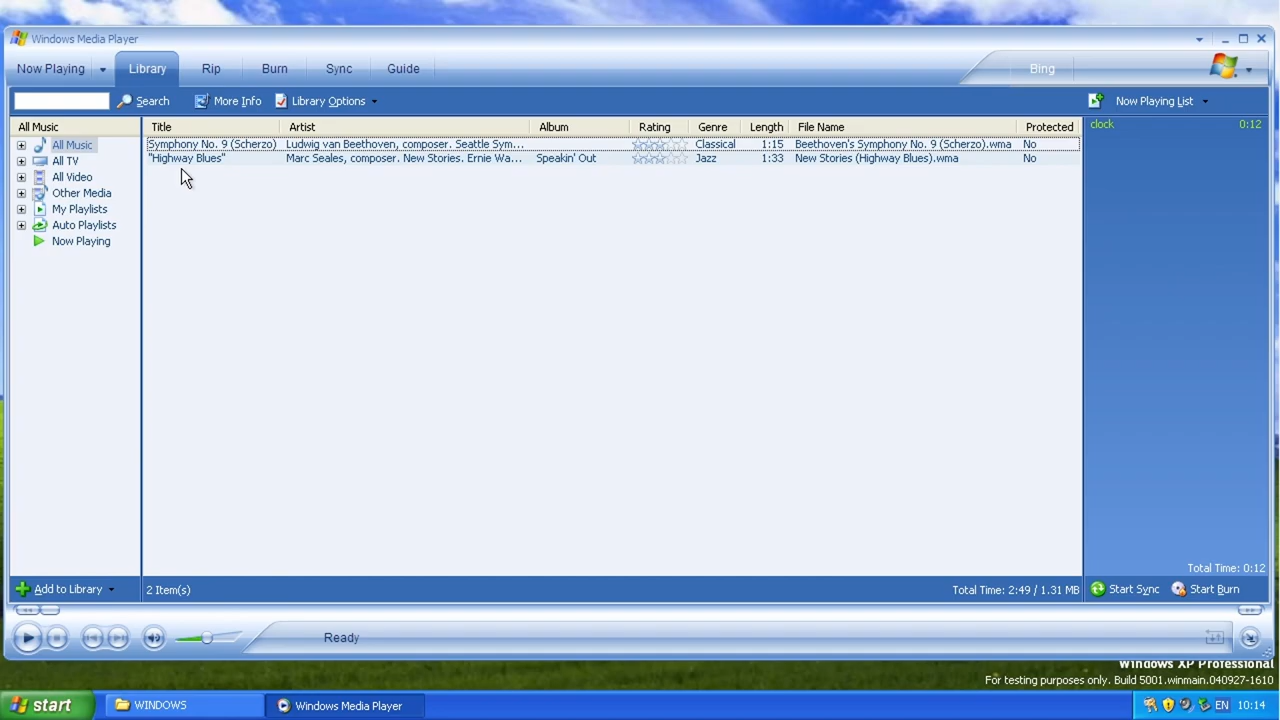 Windows Media Player
Now Playing Library Rip Burn Sync Guide Bing
Search More Info Library Options Now Playing List
All Music Title Artist Album Rating Genre Length File Name Protected clock 0:12
All Music Symphony No. 9 (Scherzo) Ludwig van Beethoven, composer. Seattle Sym... Classical 1:15 Beethoven's Symphony No. 9 (Scherzo).wma No
All TV "Highway Blues" Marc Seales, composer. New Stories. Ernie Wa... Speakin' Out Jazz 1:33 New Stories (Highway Blues).wma No
All Video
Other Media
My Playlists
Auto Playlists
Now Playing
Total Time: 0:12
Add to Library 2 Item(s) Total Time: 2:49 / 1.31 MB Start Sync Start Burn
Ready
Windows XP Professional
For testing purposes only. Build 5001.winmain.040927-1610
start WINDOWS Windows Media Player EN 10:14